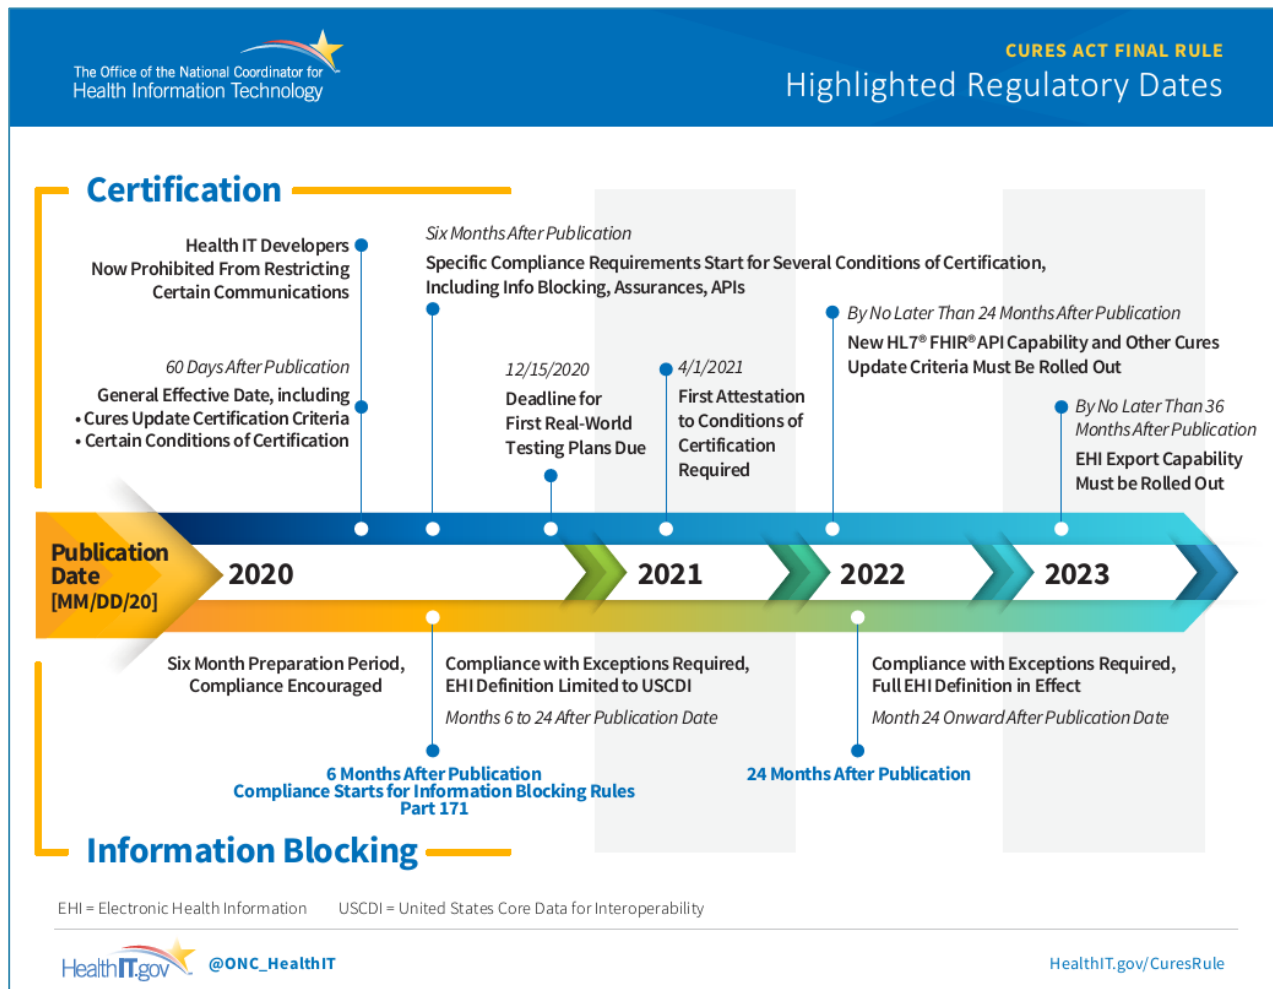 The Office of the National Coordinator for
Health Information Technology
CURES ACT FINAL RULE
Highlighted Regulatory Dates
Certification
Health IT Developers
Now Prohibited From Restricting
Certain Communications
60 Days After Publication
General Effective Date, including
• Cures Update Certification Criteria
• Certain Conditions of Certification
Six Months After Publication
Specific Compliance Requirements Start for Several Conditions of Certification,
Including Info Blocking, Assurances, APIs
12/15/2020
Deadline for
First Real-World
Testing Plans Due
4/1/2021
First Attestation
to Conditions of
Certification
Required
By No Later Than 24 Months After Publication
New HL7® FHIR® API Capability and Other Cures
Update Criteria Must Be Rolled Out
By No Later Than 36
Months After Publication
EHI Export Capability
Must be Rolled Out
Publication
Date
[MM/DD/20]
2020
2021
2022
2023
Six Month Preparation Period,
Compliance Encouraged
Compliance with Exceptions Required,
EHI Definition Limited to USCDI
Months 6 to 24 After Publication Date
6 Months After Publication
Compliance Starts for Information Blocking Rules
Part 171
Compliance with Exceptions Required,
Full EHI Definition in Effect
Month 24 Onward After Publication Date
24 Months After Publication
Information Blocking
EHI = Electronic Health Information USCDI = United States Core Data for Interoperability
HealthIT.gov @ONC_HealthIT HealthIT.gov/CuresRule